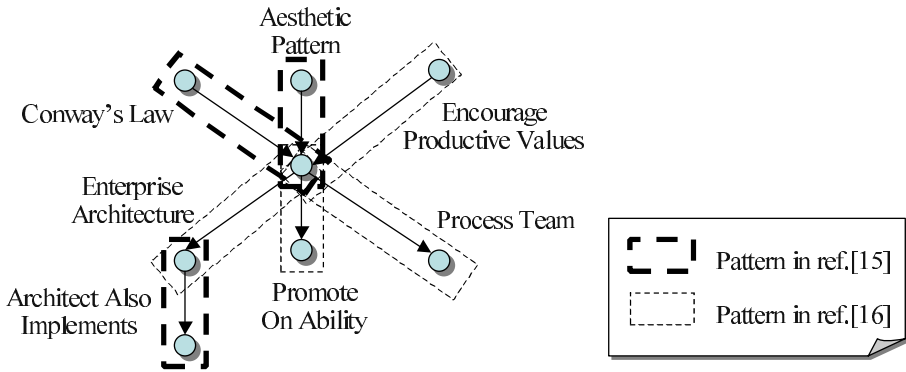 Aesthetic
Pattern
Conway's Law
Encourage
Productive Values
Enterprise
Architecture
Process Team
Architect Also
Implements
Promote
On Ability
Pattern in ref.[15]
Pattern in ref.[16]